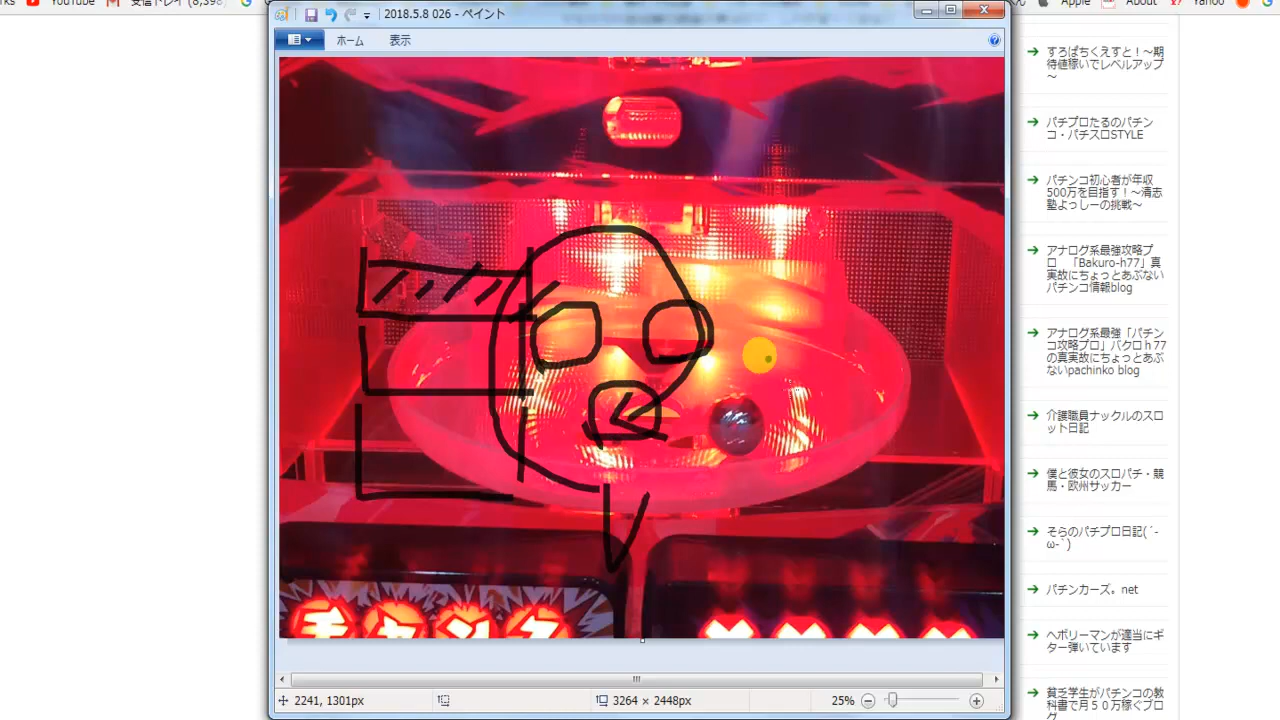 YouTube
受信トレイ (8,398)
Apple
About
Yahoo
2018.5.8 026 - ペイント
ホーム
表示
チャンス
2241, 1301px
3264 × 2448px
25%
すろぱちくえすと！～期
待値稼いでレベルアップ
～
パチプロたるのパチン
コ・パチスロSTYLE
パチンコ初心者が年収
500万を目指す！～涌志
塾よっしーの挑戦～
アナログ系最強攻略プ
ロ 「Bakuro-h77」真
実故にちょっとあぶない
パチンコ情報blog
アナログ系最強「パチン
コ攻略プロ」バクロｈ77
の真実故にちょっとあぶ
ないpachinko blog
介護職員ナックルのスロ
ット日記
僕と彼女のスロパチ・競
馬・欧州サッカー
そらのパチプロ日記(´-
ω-`)
パチンカーズ。net
ヘボリーマンが適当にギ
ター弾いています
貧乏学生がパチンコの教
科書で月５０万稼ぐブロ
グ